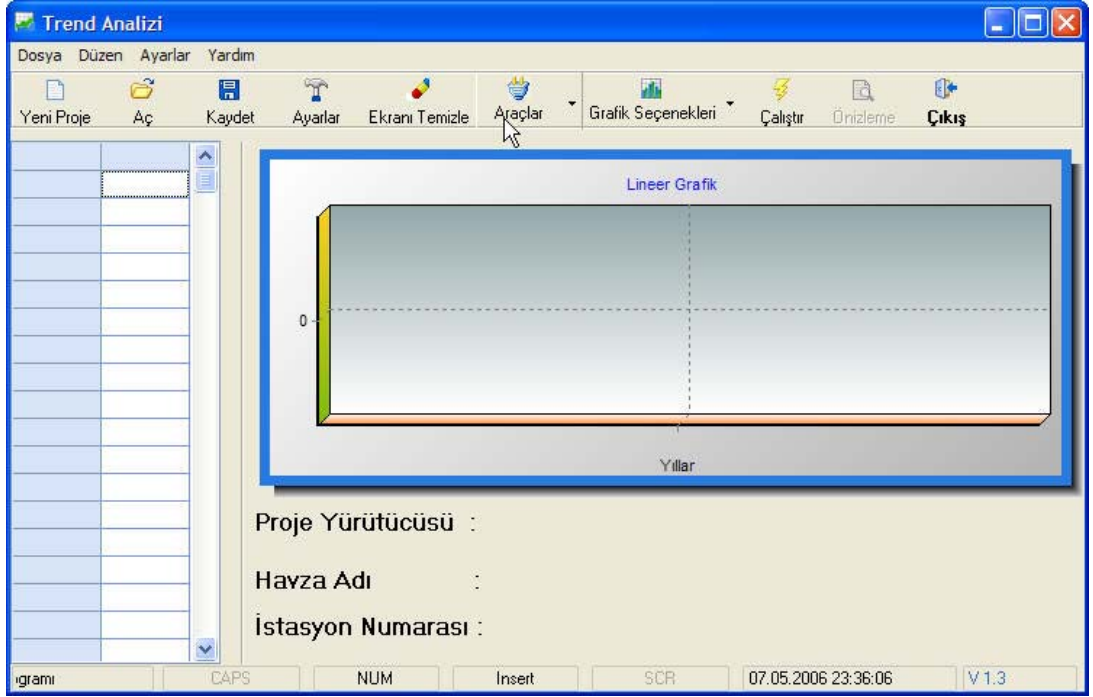 Trend Analizi
Dosya Düzen Ayarlar Yardım
Yeni Proje Aç Kaydet Ayarlar Ekranı Temizle Araçlar Grafik Seçenekleri Çalıştır Önizleme Çıkış
Lineer Grafik
0
Yıllar
Proje Yürütücüsü :
Havza Adı :
İstasyon Numarası :
ıgramı CAPS NUM Insert SCR 07.05.2006 23:36:06 V 1.3